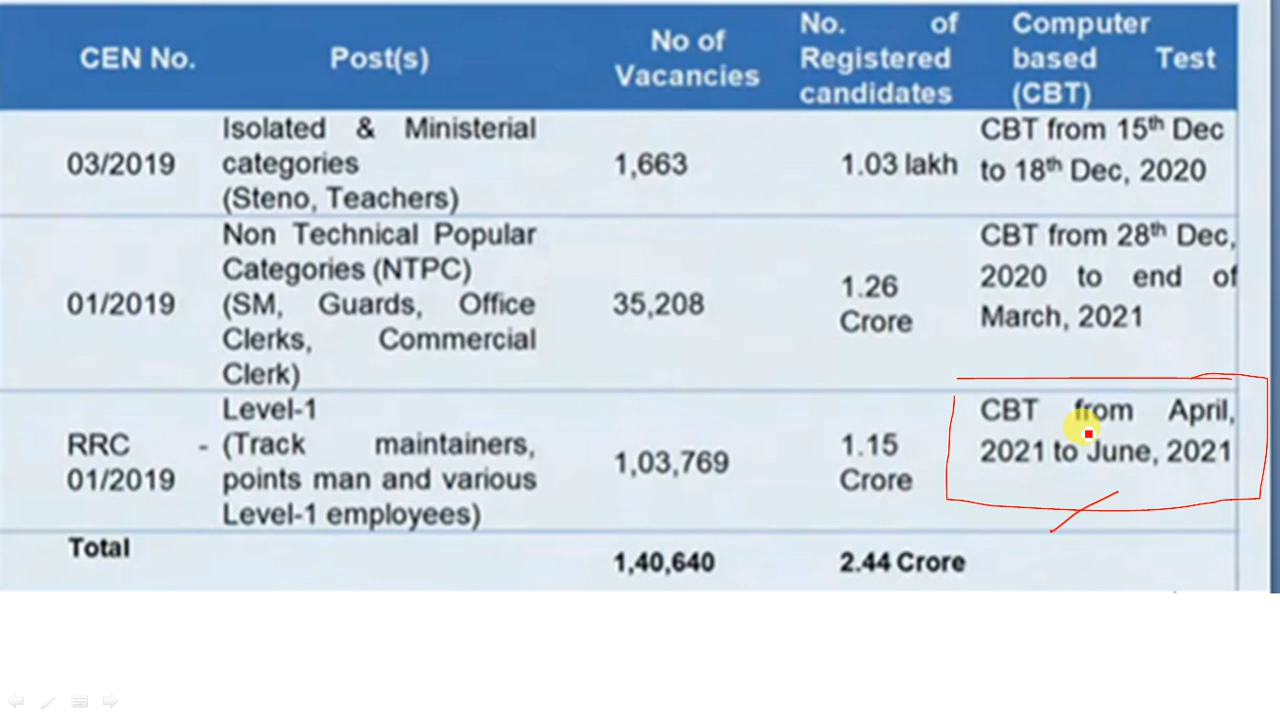 CEN No. Post(s) No of Vacancies No. of Registered candidates Computer based Test (CBT)
03/2019
Isolated & Ministerial
categories
(Steno, Teachers)
1,663
1.03 lakh
CBT from 15th Dec
to 18th Dec, 2020
01/2019
Non Technical Popular
Categories (NTPC)
(SM, Guards, Office
Clerks, Commercial
Clerk)
35,208
1.26
Crore
CBT from 28th Dec,
2020 to end of
March, 2021
RRC -
01/2019
Level-1
(Track maintainers,
points man and various
Level-1 employees)
1,03,769
1.15
Crore
CBT from April,
2021 to June, 2021
Total 1,40,640 2.44 Crore